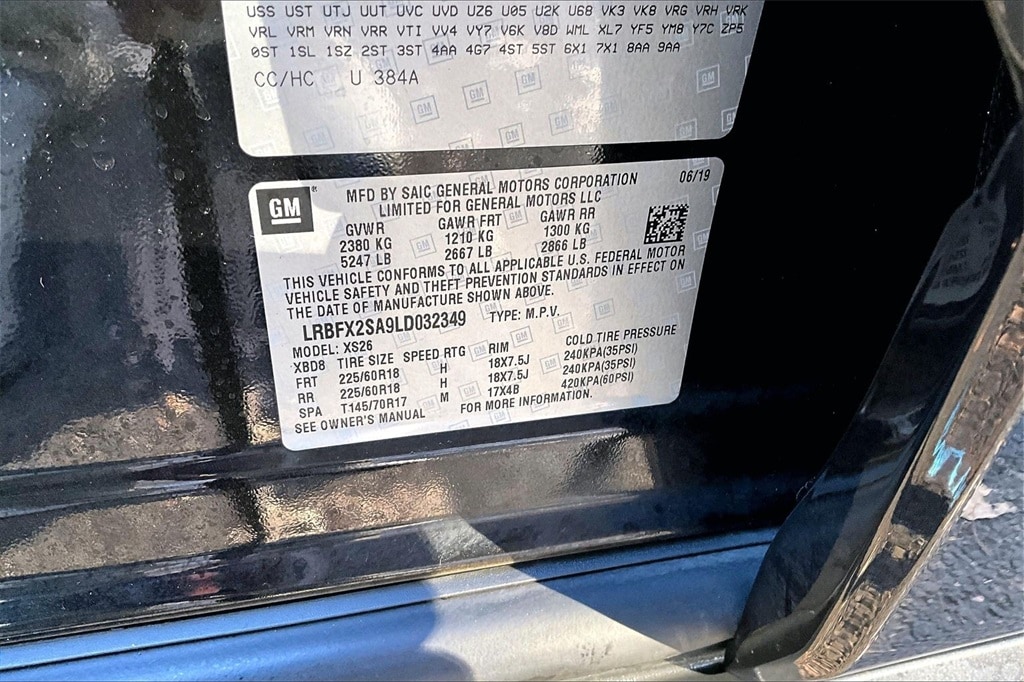 USS UST UTJ UUT UVC UVD UZ6 U05 U2K U68 VK3 VK8 VRG VRH VRK
VRL VRM VRN VRR VTI VV4 VY7 V6K V8D WML XL7 YF5 YM8 Y7C ZP5
0ST 1SL 1SZ 2ST 3ST 4AA 4G7 4ST 5ST 6X1 7X1 8AA 9AA
CC/HC U 384A
GM ®
MFD BY SAIC GENERAL MOTORS CORPORATION 06/19
LIMITED FOR GENERAL MOTORS LLC
GVWR GAWR FRT GAWR RR
2380 KG 1210 KG 1300 KG
5247 LB 2667 LB 2866 LB
THIS VEHICLE CONFORMS TO ALL APPLICABLE U.S. FEDERAL MOTOR
VEHICLE SAFETY AND THEFT PREVENTION STANDARDS IN EFFECT ON
THE DATE OF MANUFACTURE SHOWN ABOVE.
LRBFX2SA9LD032349 TYPE: M.P.V.
MODEL: XS26
XBD8 TIRE SIZE SPEED RTG RIM COLD TIRE PRESSURE
FRT 225/60R18 H 18X7.5J 240KPA(35PSI)
RR 225/60R18 H 18X7.5J 240KPA(35PSI)
SPA T145/70R17 M 17X4B 420KPA(60PSI)
SEE OWNER'S MANUAL FOR MORE INFORMATION.